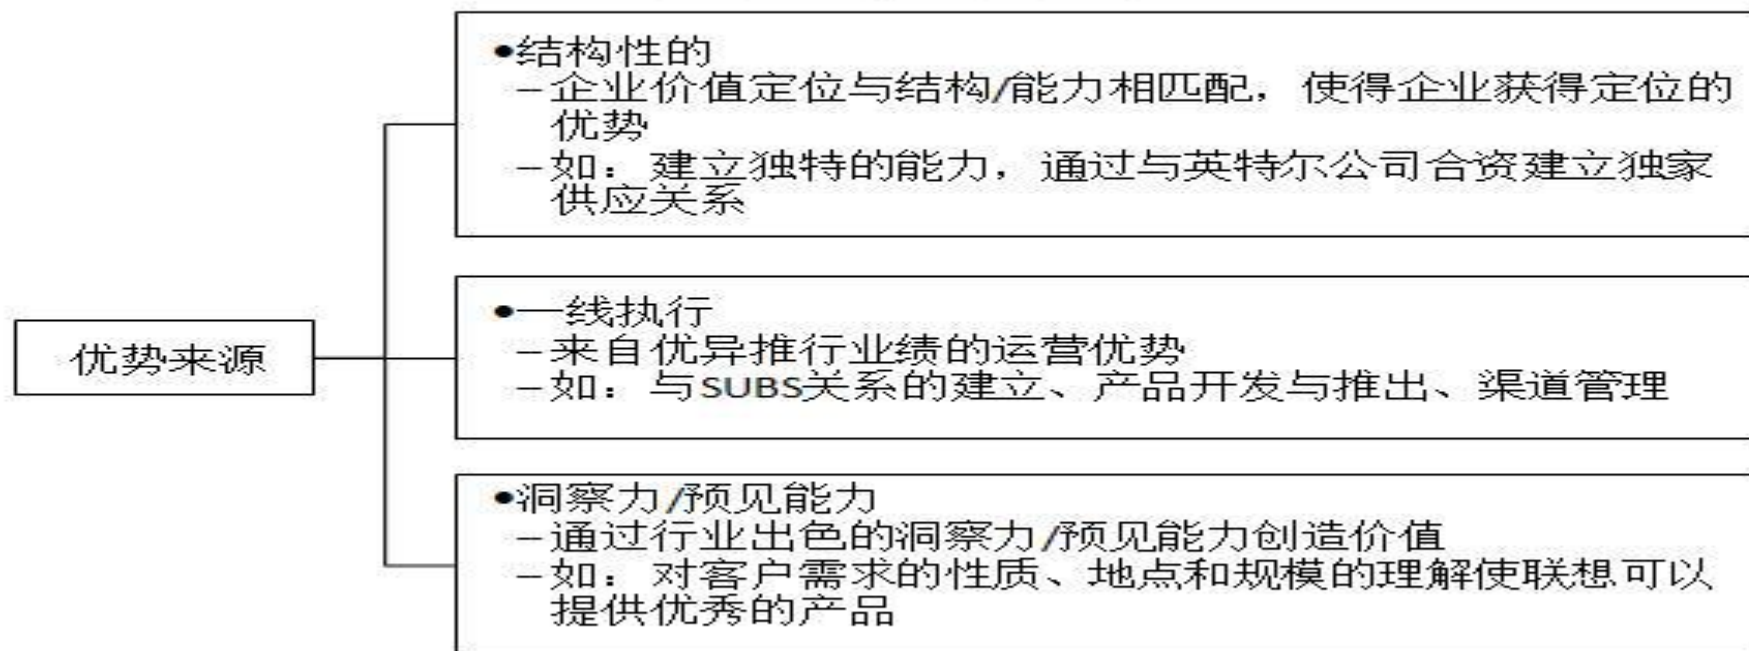 优势来源
•结构性的
–企业价值定位与结构/能力相匹配，使得企业获得定位的
优势
–如：建立独特的能力，通过与英特尔公司合资建立独家
供应关系
•一线执行
–来自优异推行业绩的运营优势
–如：与SUBS关系的建立、产品开发与推出、渠道管理
•洞察力/预见能力
–通过行业出色的洞察力/预见能力创造价值
–如：对客户需求的性质、地点和规模的理解使联想可以
提供优秀的产品